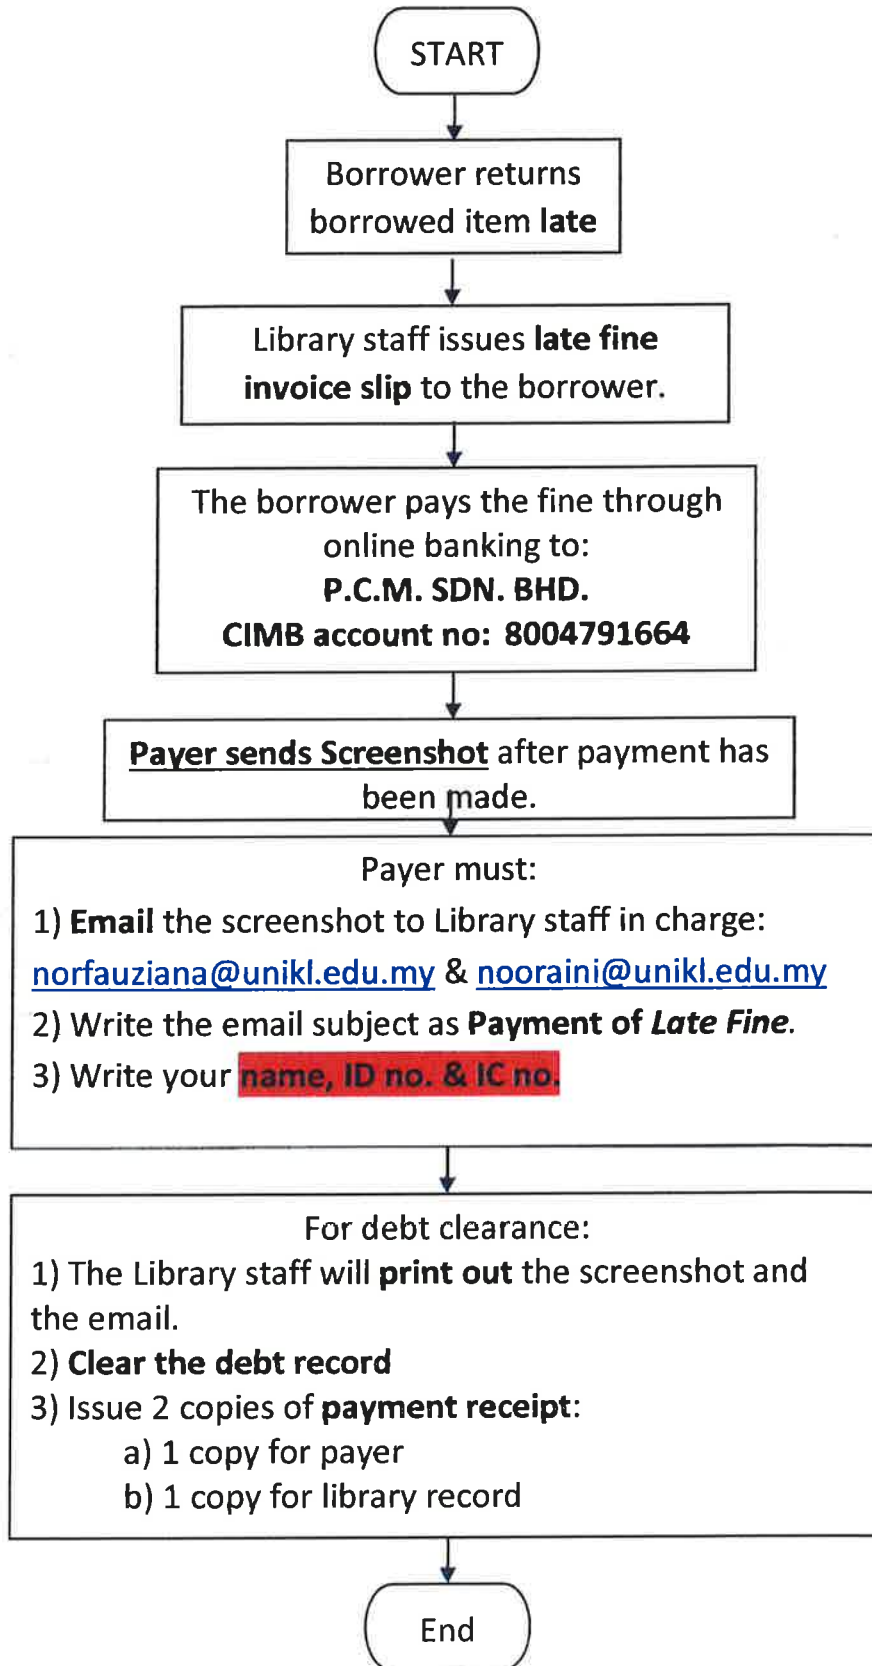 START
Borrower returns
borrowed item late
Library staff issues late fine
invoice slip to the borrower.
The borrower pays the fine through
online banking to:
P.C.M. SDN. BHD.
CIMB account no: 8004791664
Payer sends Screenshot after payment has
been made.
Payer must:
1) Email the screenshot to Library staff in charge:
norfauziana@unikl.edu.my & nooraini@unikl.edu.my
2) Write the email subject as Payment of Late Fine.
3) Write your name, ID no. & IC no.
For debt clearance:
1) The Library staff will print out the screenshot and
the email.
2) Clear the debt record
3) Issue 2 copies of payment receipt:
a) 1 copy for payer
b) 1 copy for library record
End